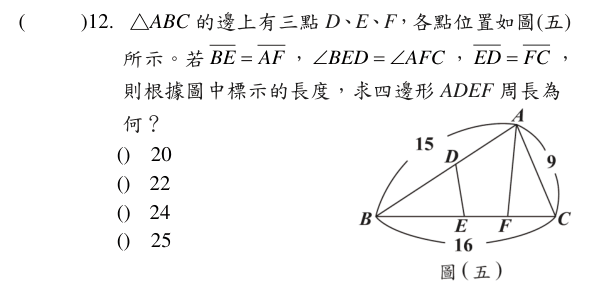 (        )12. △ABC 的邊上有三點 D、E、F，各點位置如圖(五)
所示。若 $\overline{BE}=\overline{AF}$ ，∠BED=∠AFC ， $\overline{ED}=\overline{FC}$ ，
則根據圖中標示的長度，求四邊形 ADEF 周長為
何？
() 20
() 22
() 24
() 25
A
15
D
9
B
E
F
C
16
圖(五)